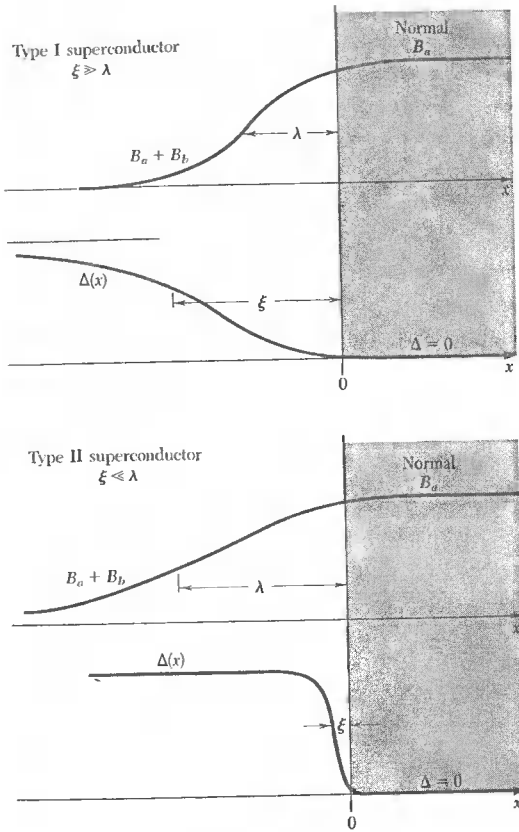 Type I superconductor
ξ ≫ λ
Normal
B_a
B_a + B_b
λ
x
Δ(x)
ξ
Δ = 0
x
0
Type II superconductor
ξ ≪ λ
Normal
B_a
B_a + B_b
λ
x
Δ(x)
ξ
Δ = 0
x
0